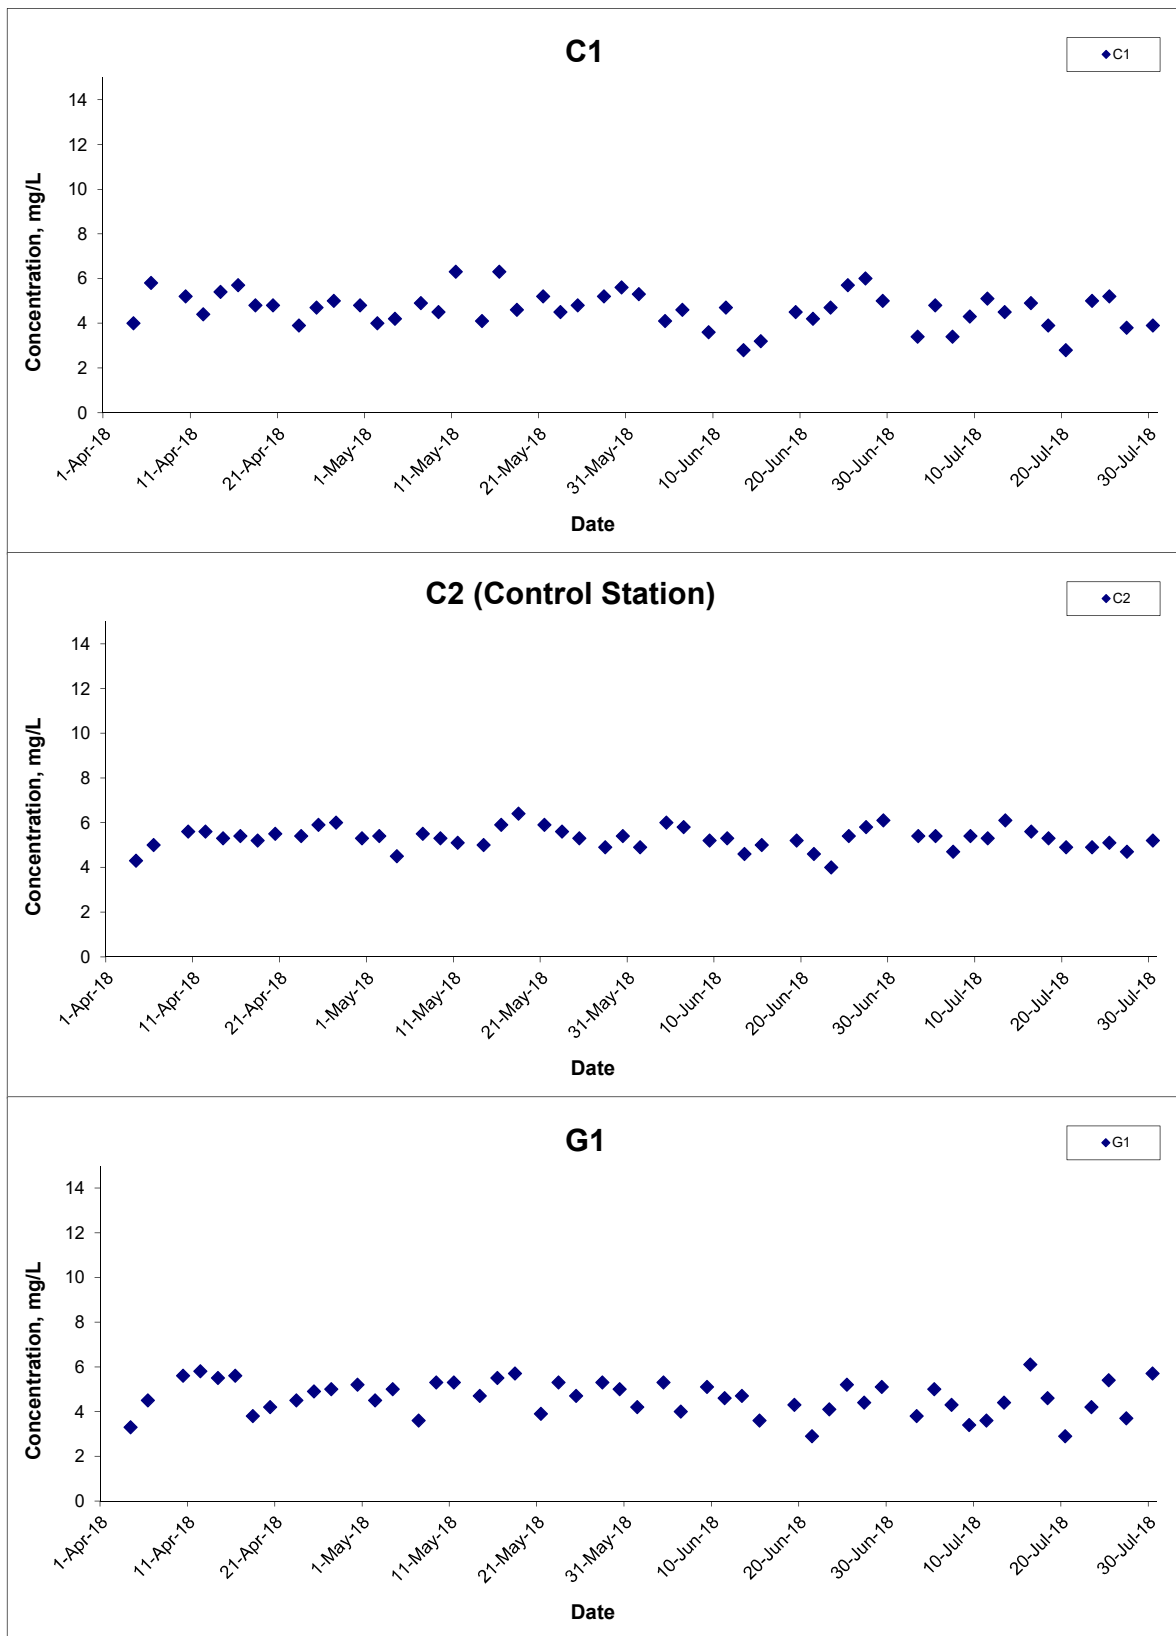 C1
C1
14
12
10
8
6
4
2
0
Concentration, mg/L
1-Apr-18
11-Apr-18
21-Apr-18
1-May-18
11-May-18
21-May-18
31-May-18
10-Jun-18
20-Jun-18
30-Jun-18
10-Jul-18
20-Jul-18
30-Jul-18
Date
C2 (Control Station)
C2
14
12
10
8
6
4
2
0
Concentration, mg/L
1-Apr-18
11-Apr-18
21-Apr-18
1-May-18
11-May-18
21-May-18
31-May-18
10-Jun-18
20-Jun-18
30-Jun-18
10-Jul-18
20-Jul-18
30-Jul-18
Date
G1
G1
14
12
10
8
6
4
2
0
Concentration, mg/L
1-Apr-18
11-Apr-18
21-Apr-18
1-May-18
11-May-18
21-May-18
31-May-18
10-Jun-18
20-Jun-18
30-Jun-18
10-Jul-18
20-Jul-18
30-Jul-18
Date